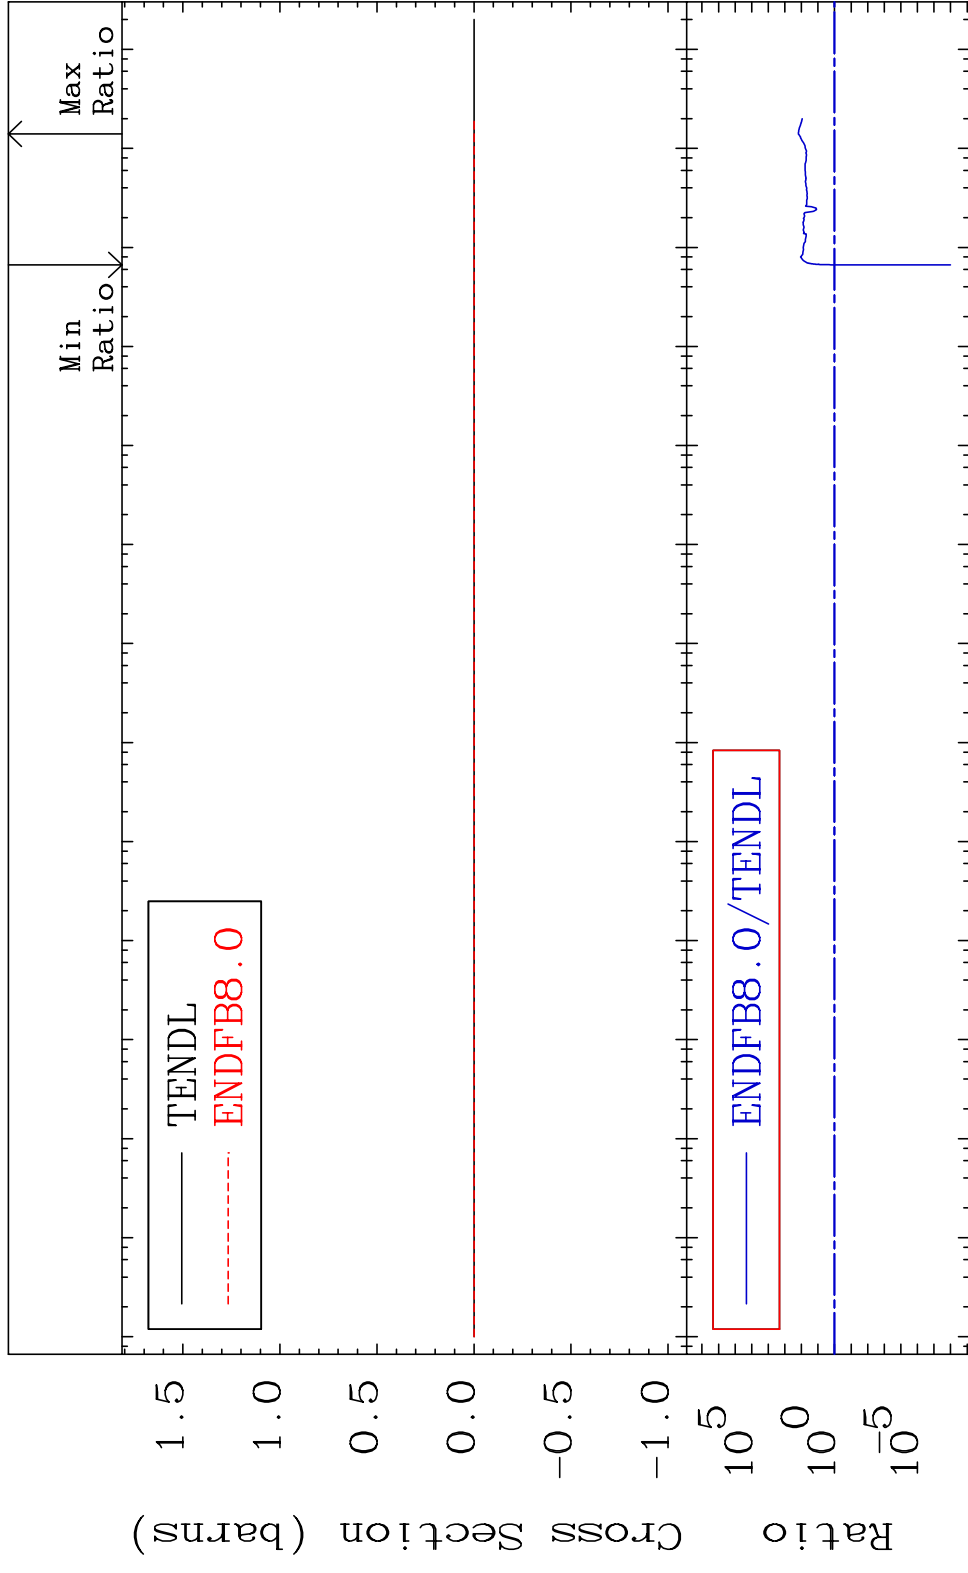 Min
Ratio
Max
Ratio
TENDL
ENDFB8.0
1.5
1.0
0.5
0.0
-0.5
-1.0
Cross Section (barns)
ENDFB8.0/TENDL
10^5
10^0
10^-5
Ratio